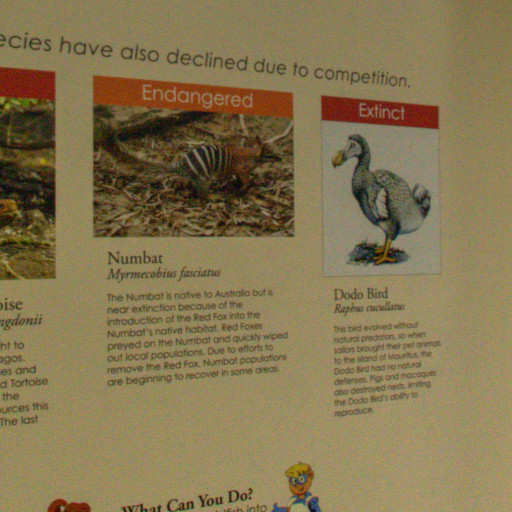 ecies have also declined due to competition.
Endangered
Extinct
Numbat
Myrmecobius fasciatus
The Numbat is native to Australia but is
near extinction because of the
introduction of the Red Fox into the
Numbat's native habitat. Red Foxes
preyed on the Numbat and quickly wiped
out local populations. Due to efforts to
remove the Red Fox, Numbat populations
are beginning to recover in some areas.
Dodo Bird
Raphus cucullatus
This bird evolved without
natural predators, so when
sailors brought their pet animals
to the island of Mauritius, the
Dodo Bird had no natural
defenses. Pigs and macaques
also destroyed nests, limiting
the Dodo Bird's ability to
reproduce.
oise
ngdonii
ht to
agos.
es and
d Tortoise
the
urces this
The last
What Can You Do?
into